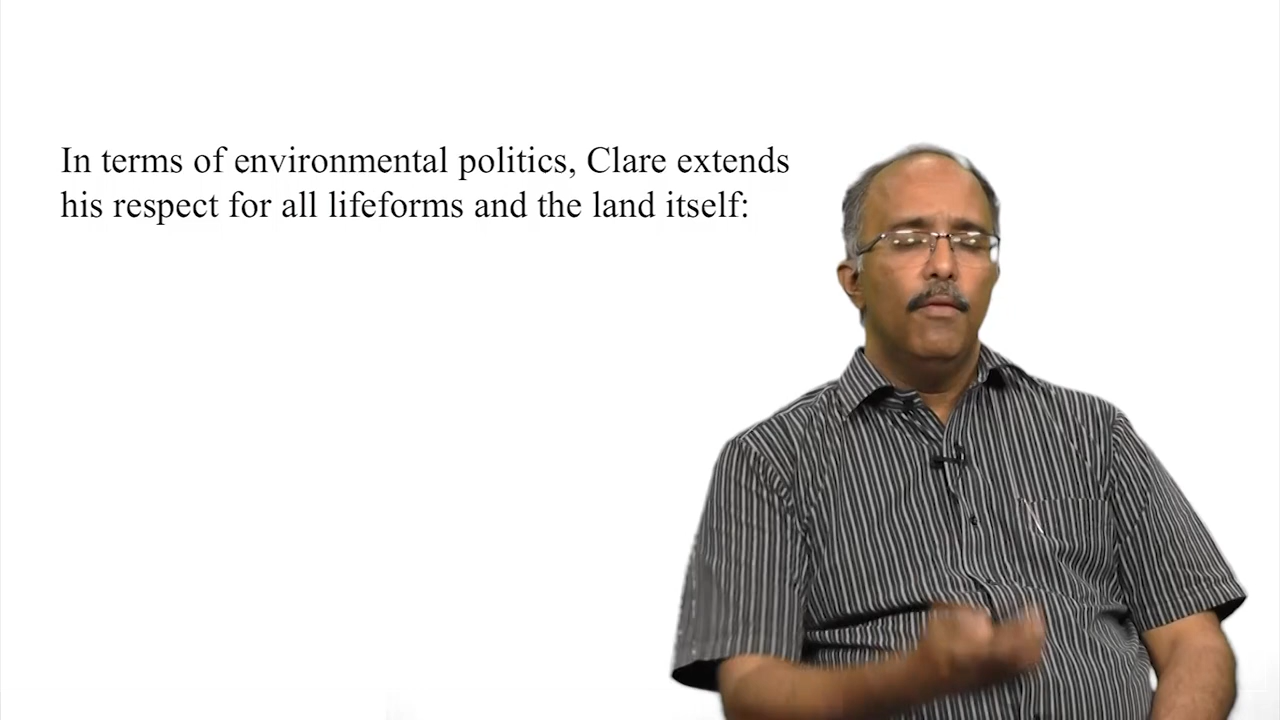 In terms of environmental politics, Clare extends
his respect for all lifeforms and the land itself: